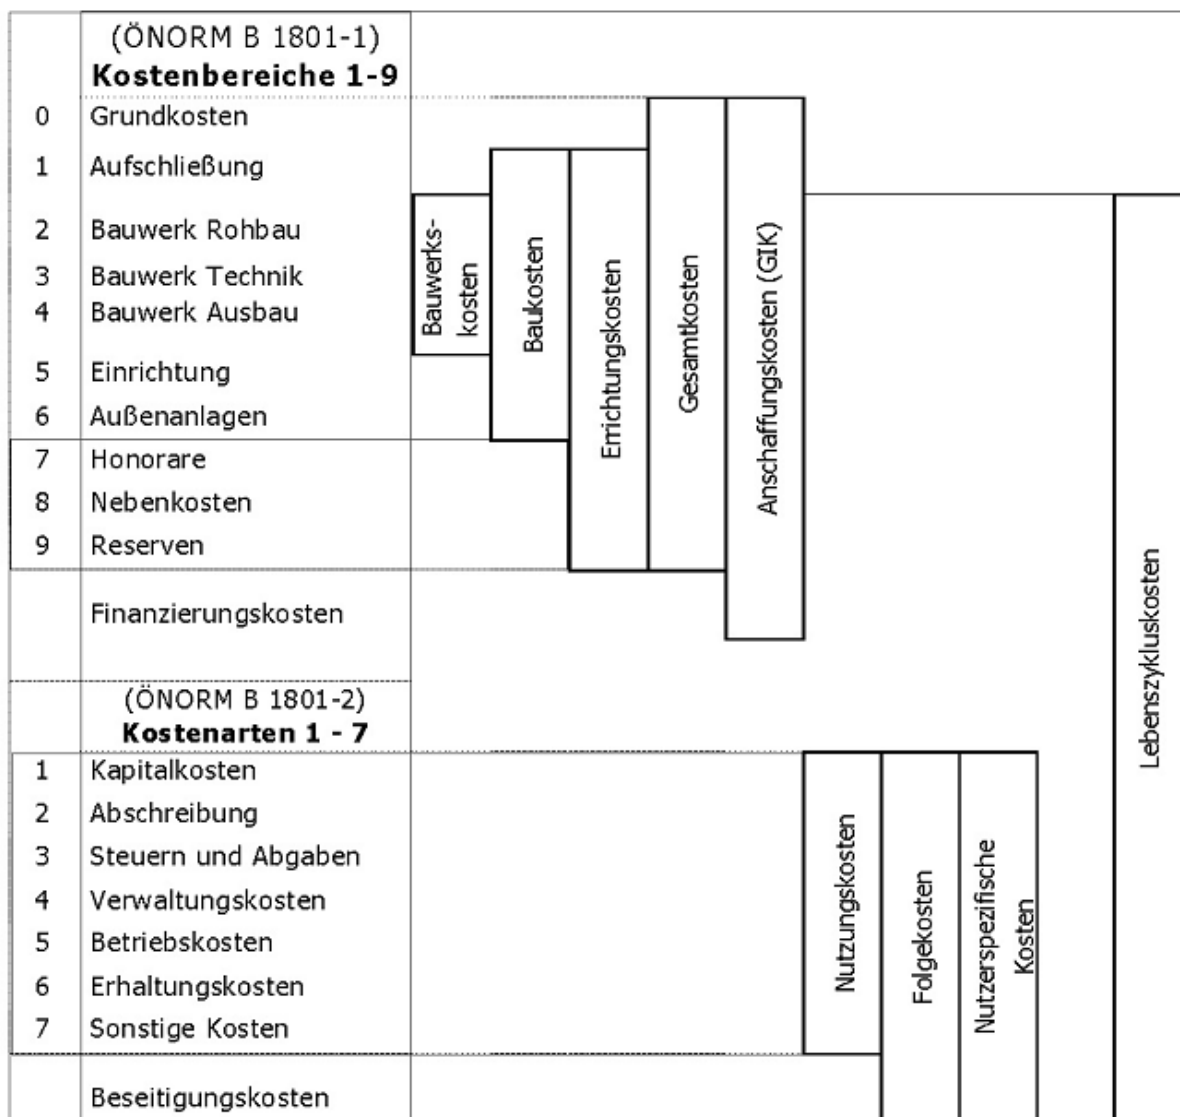 (ÖNORM B 1801-1)
Kostenbereiche 1-9
0 Grundkosten
1 Aufschließung
2 Bauwerk Rohbau
3 Bauwerk Technik
4 Bauwerk Ausbau
5 Einrichtung
6 Außenanlagen
7 Honorare
8 Nebenkosten
9 Reserven
Finanzierungskosten
Bauwerks-
kosten
Baukosten
Errichtungskosten
Gesamtkosten
Anschaffungskosten (GIK)
Lebenszykluskosten
(ÖNORM B 1801-2)
Kostenarten 1 - 7
1 Kapitalkosten
2 Abschreibung
3 Steuern und Abgaben
4 Verwaltungskosten
5 Betriebskosten
6 Erhaltungskosten
7 Sonstige Kosten
Beseitigungskosten
Nutzungskosten
Folgekosten
Nutzerspezifische
Kosten